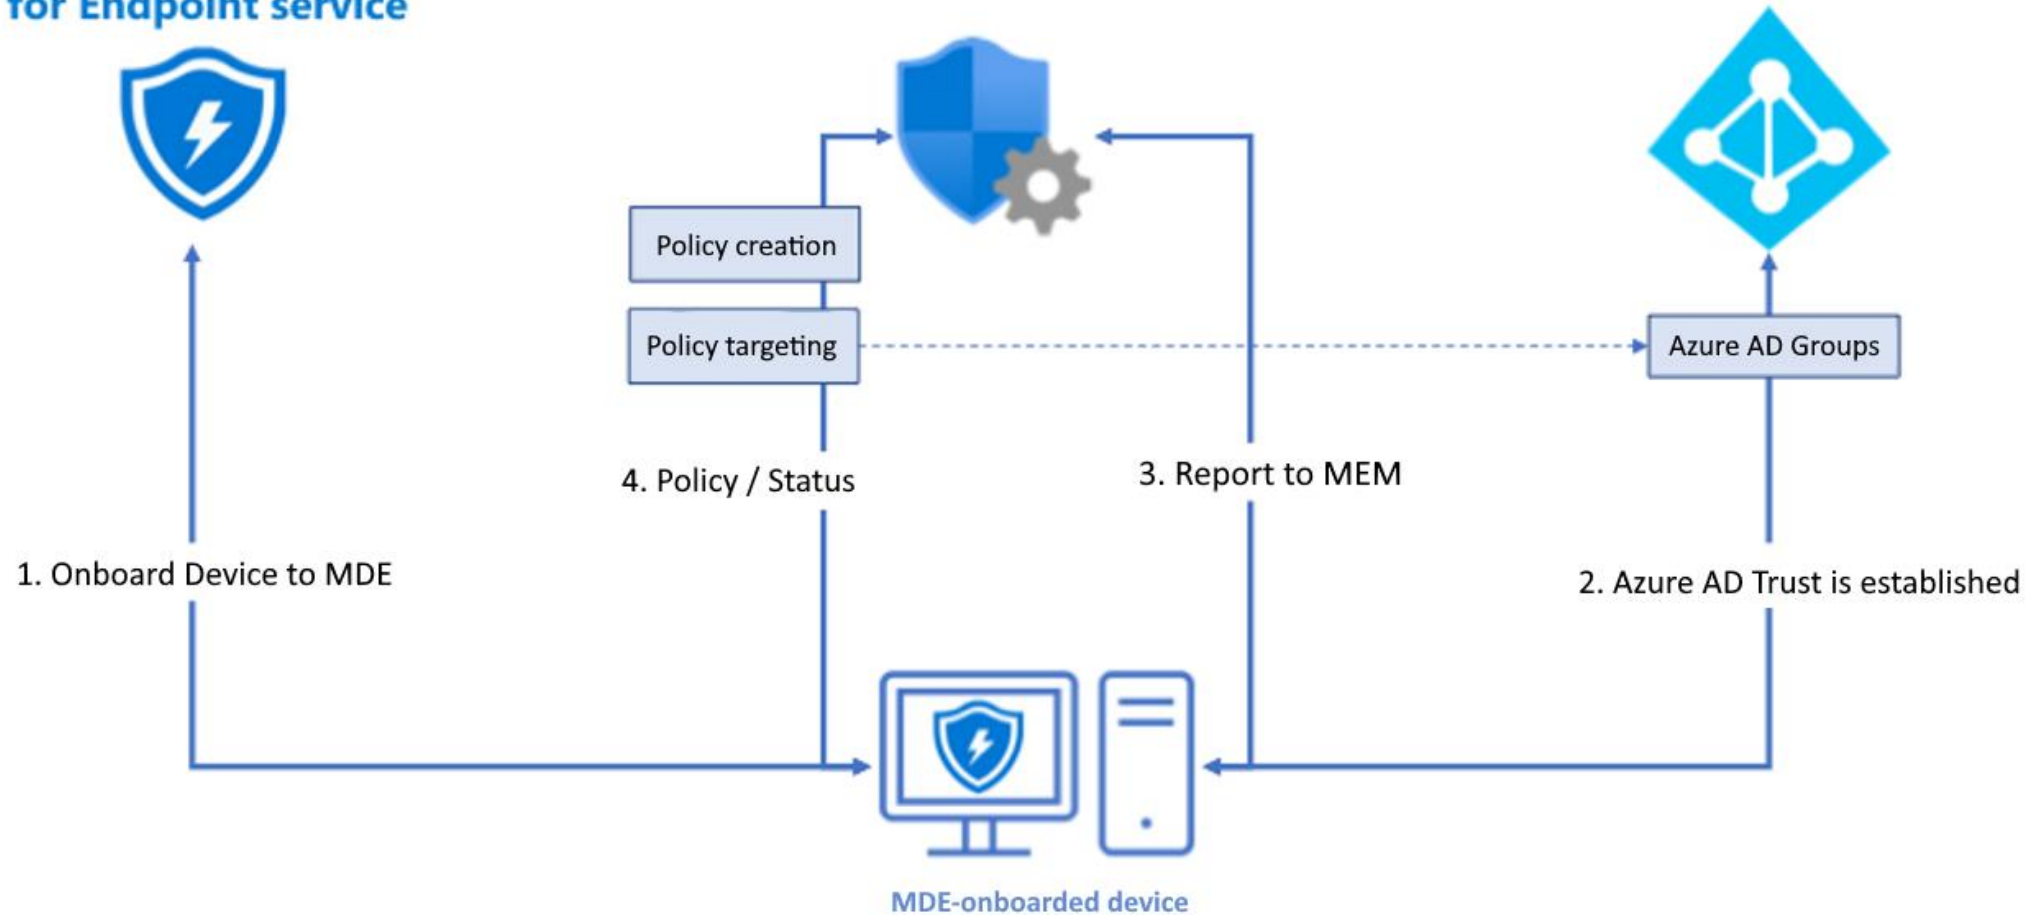 for Endpoint service
Policy creation
Policy targeting
Azure AD Groups
4. Policy / Status
3. Report to MEM
1. Onboard Device to MDE
2. Azure AD Trust is established
MDE-onboarded device